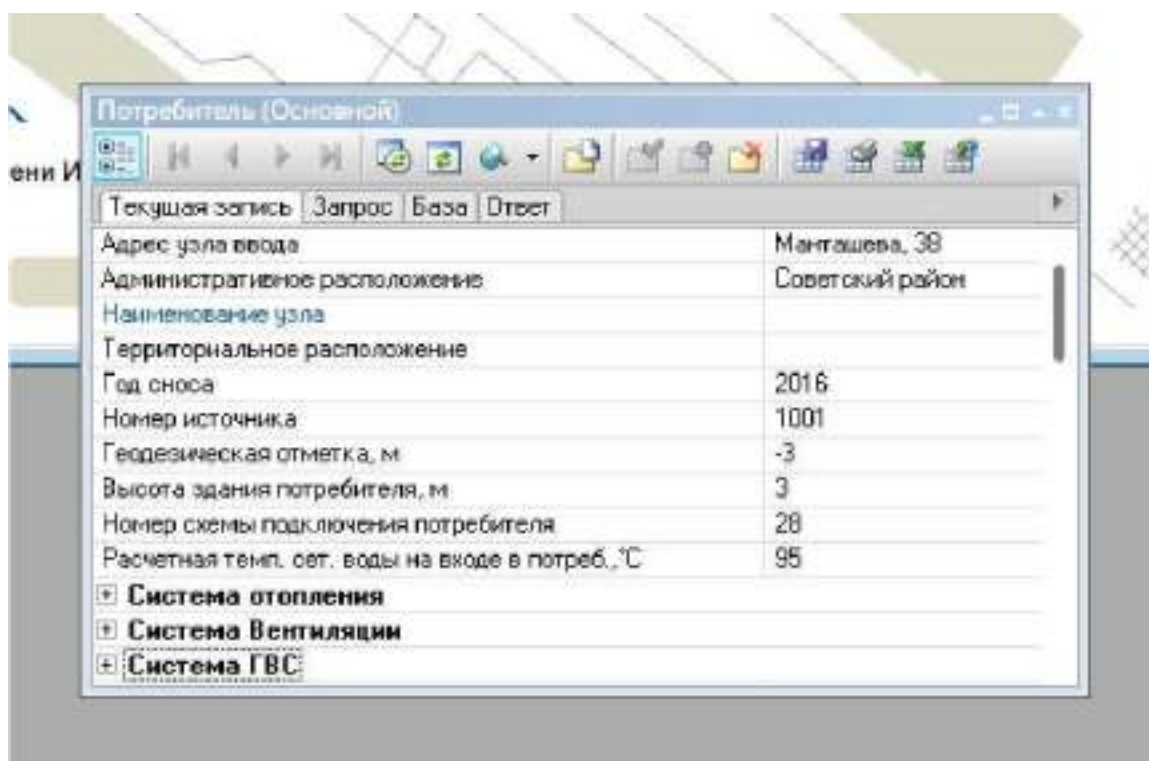 Потребитель (Основной)
ени И
Текущая запись Запрос База Ответ
Адрес узла ввода Манташева, 38
Административное расположение Советский район
Наименование узла
Территориальное расположение
Год сноса 2016
Номер источника 1001
Геодезическая отметка, м -3
Высота здания потребителя, м 3
Номер схемы подключения потребителя 28
Расчетная темп. сет. воды на входе в потреб.,°C 95
Система отопления
Система Вентиляции
Система ГВС